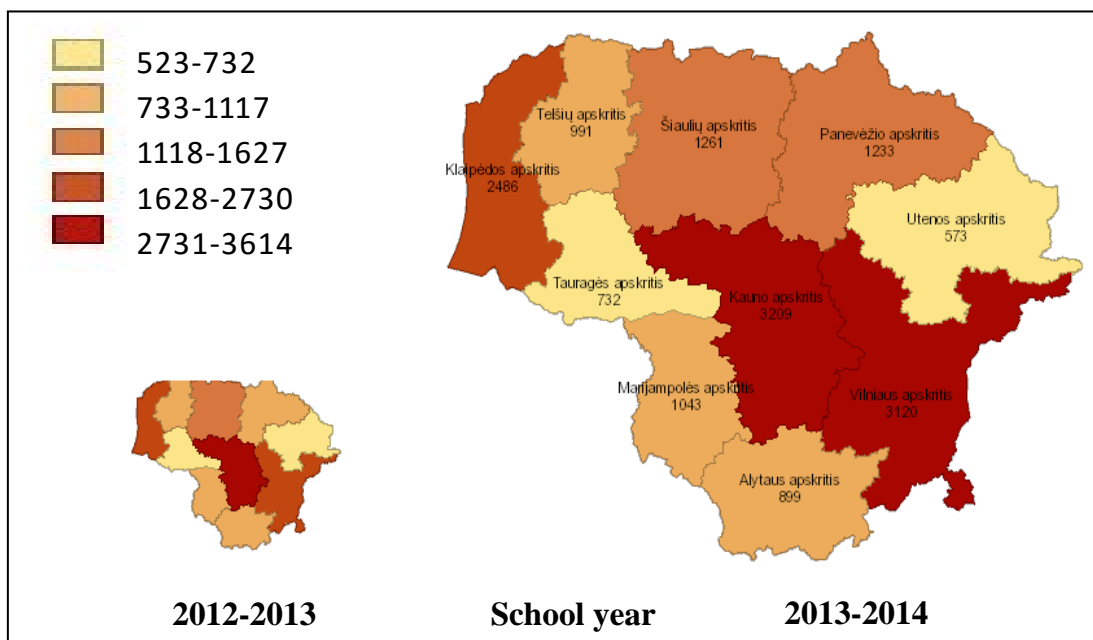 523-732
733-1117
1118-1627
1628-2730
2731-3614
Telšių apskritis
991
Šiaulių apskritis
1261
Panevėžio apskritis
1233
Klaipėdos apskritis
2486
Utenos apskritis
573
Tauragės apskritis
732
Kauno apskritis
3209
Marijampolės apskritis
1043
Vilniaus apskritis
3120
Alytaus apskritis
899
2012-2013 School year 2013-2014